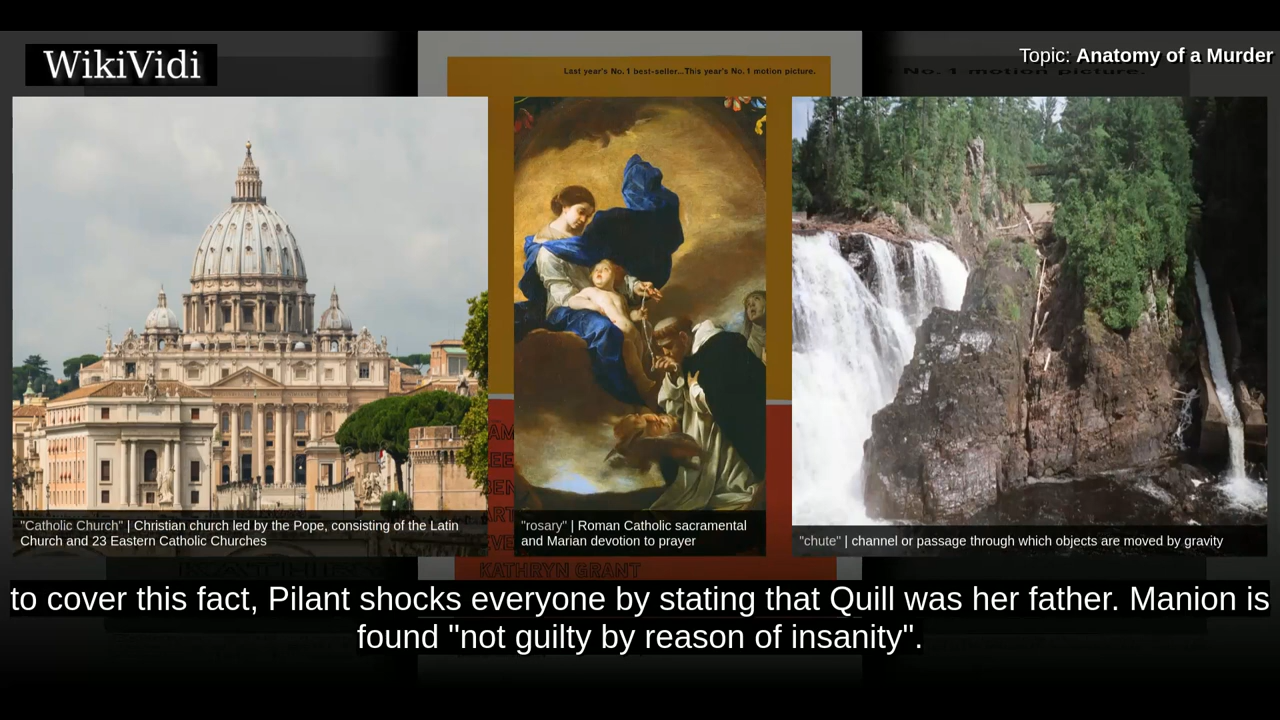 WikiVidi
Topic: Anatomy of a Murder
Last year's No. 1 best-seller...This year's No. 1 motion picture.
No. 1 motion picture.
"Catholic Church" | Christian church led by the Pope, consisting of the Latin
Church and 23 Eastern Catholic Churches
"rosary" | Roman Catholic sacramental
and Marian devotion to prayer
"chute" | channel or passage through which objects are moved by gravity
KATHRYN GRANT
to cover this fact, Pilant shocks everyone by stating that Quill was her father. Manion is
found "not guilty by reason of insanity".